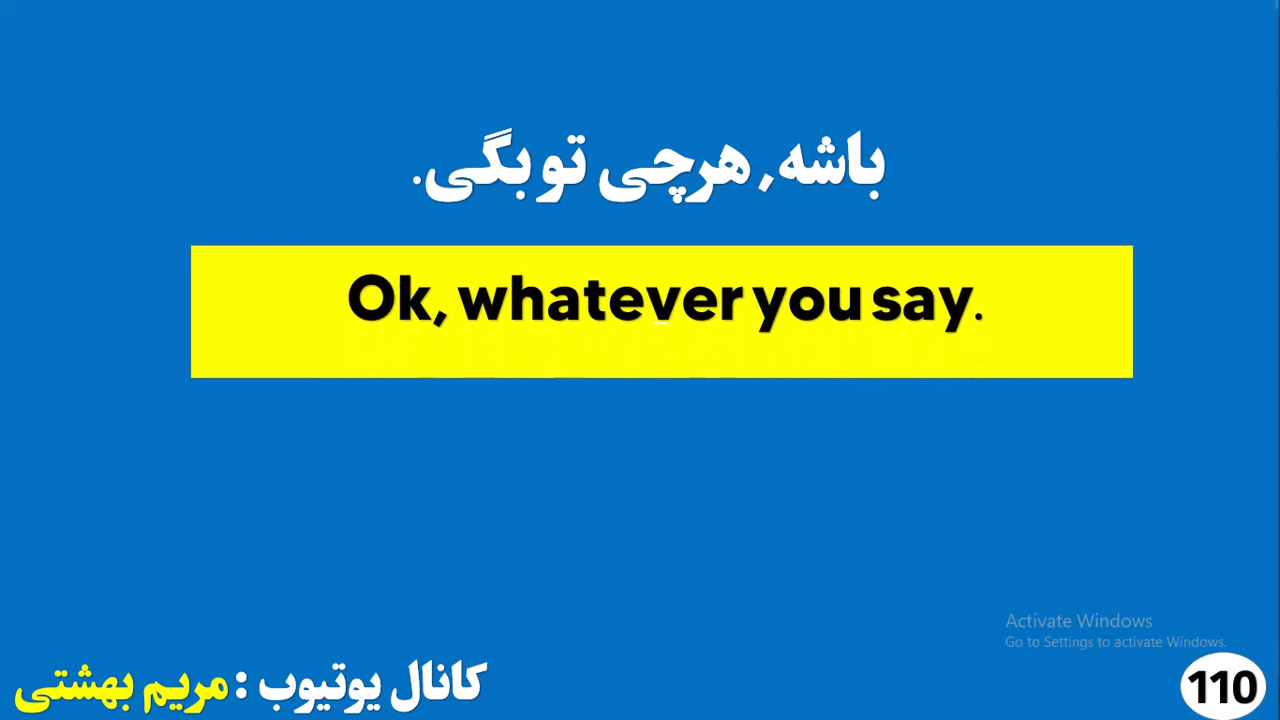 باشه, هرچی تو بگی.
Ok, whatever you say.
Activate Windows
Go to Settings to activate Windows.
کانال یوتیوب : مریم بهشتی
110